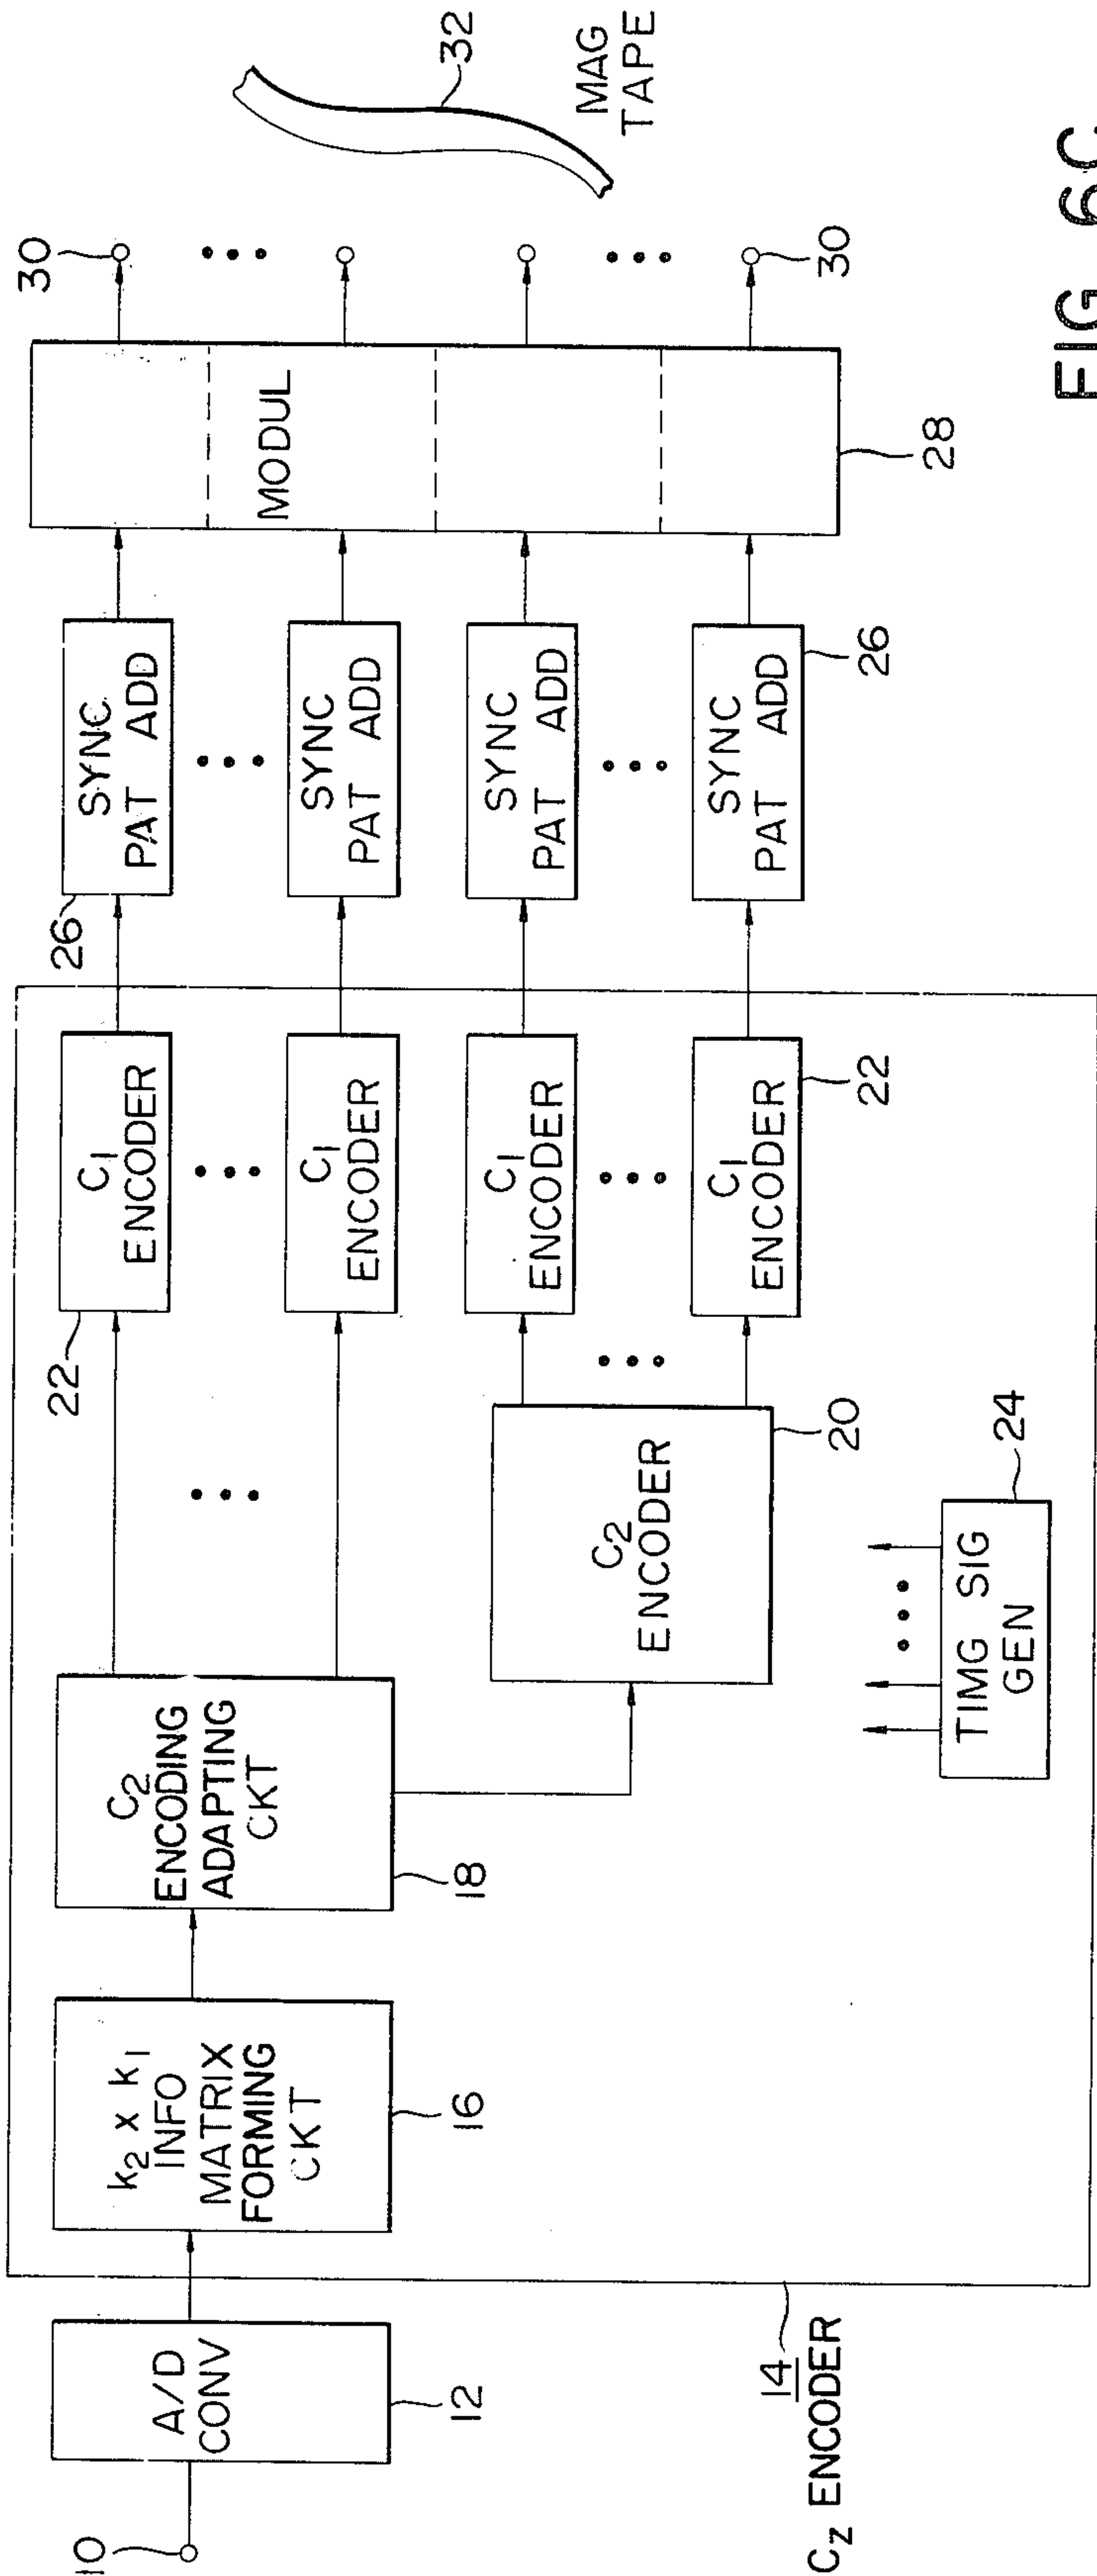 10
A/D
CONV
12
14
Cz ENCODER
k2 x k1
INFO
MATRIX
FORMING
CKT
16
C2
ENCODING
ADAPTING
CKT
18
C2
ENCODER
20
TIMG SIG
GEN
24
22
C1
ENCODER
C1
ENCODER
C1
ENCODER
C1
ENCODER
22
26
SYNC
PAT ADD
SYNC
PAT ADD
SYNC
PAT ADD
SYNC
PAT ADD
26
MODUL
28
30
30
32
MAG
TAPE
FIG. 6C